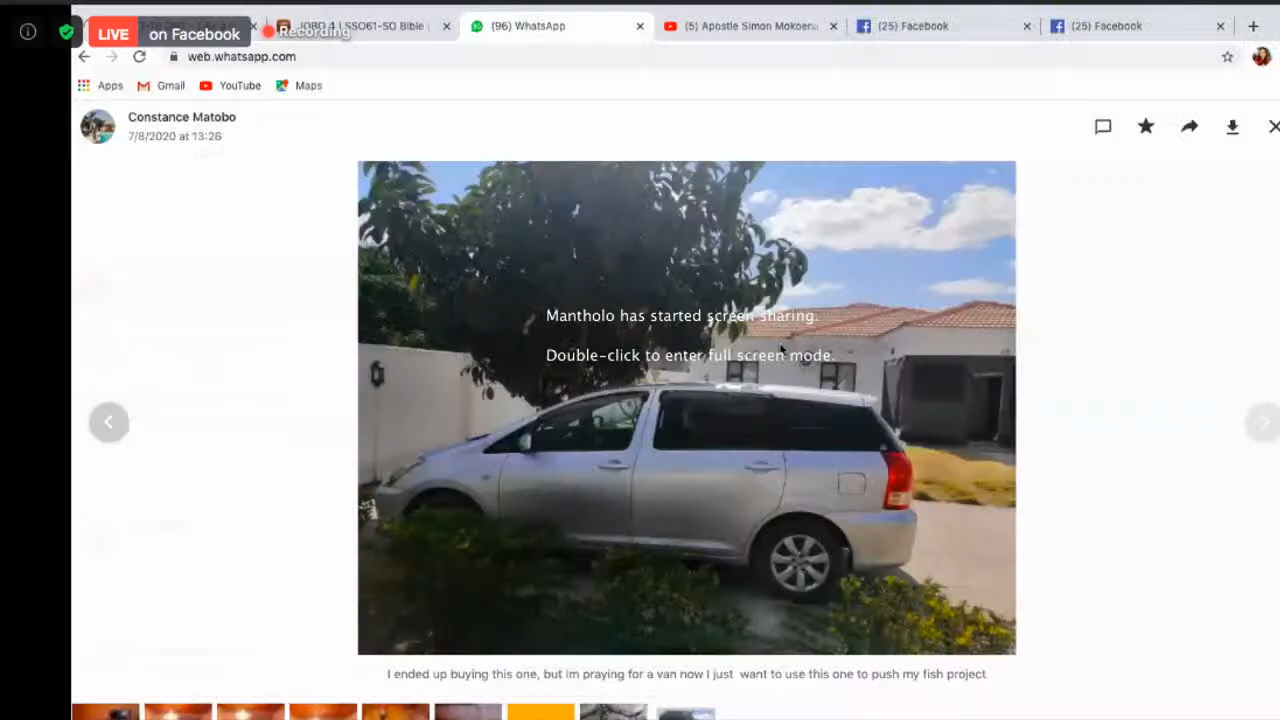 LIVE on Facebook
Recording
JOBO 4 | SSO61-SO Bible
(96) WhatsApp
(5) Apostle Simon Mokoena
(25) Facebook
(25) Facebook
web.whatsapp.com
Apps
Gmail
YouTube
Maps
Constance Matobo
7/8/2020 at 13:26
Mantholo has started screen sharing.
Double-click to enter full screen mode.
I ended up buying this one, but Im praying for a van now I just want to use this one to push my fish project